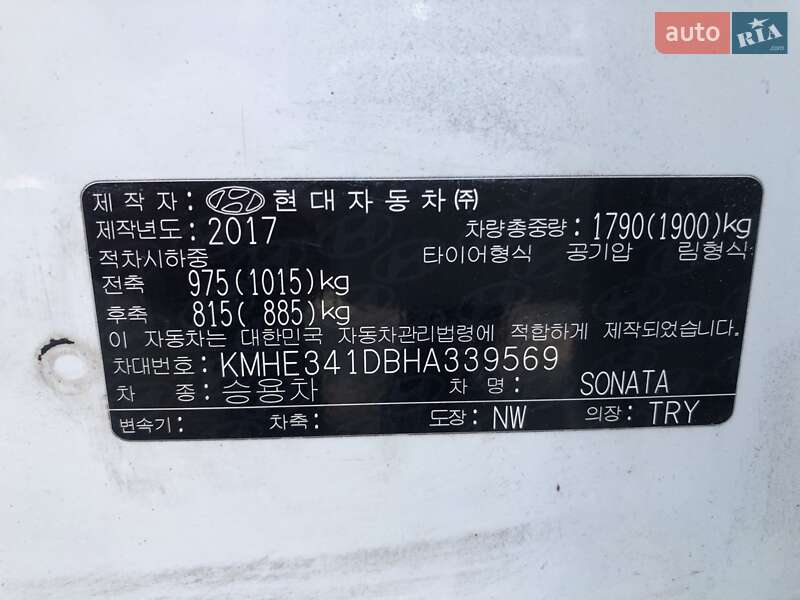 auto RIA .com
제작자: 현대자동차㈜
제작년도: 2017 차량총중량: 1790(1900)kg
적차시하중 타이어형식 공기압 림형식
전축 975(1015)kg
후축 815( 885)kg
이 자동차는 대한민국 자동차관리법령에 적합하게 제작되었습니다.
차대번호: KMHE341DBHA339569
차 종: 승용차 차 명: SONATA
변속기: 차축: 도장: NW 의장: TRY